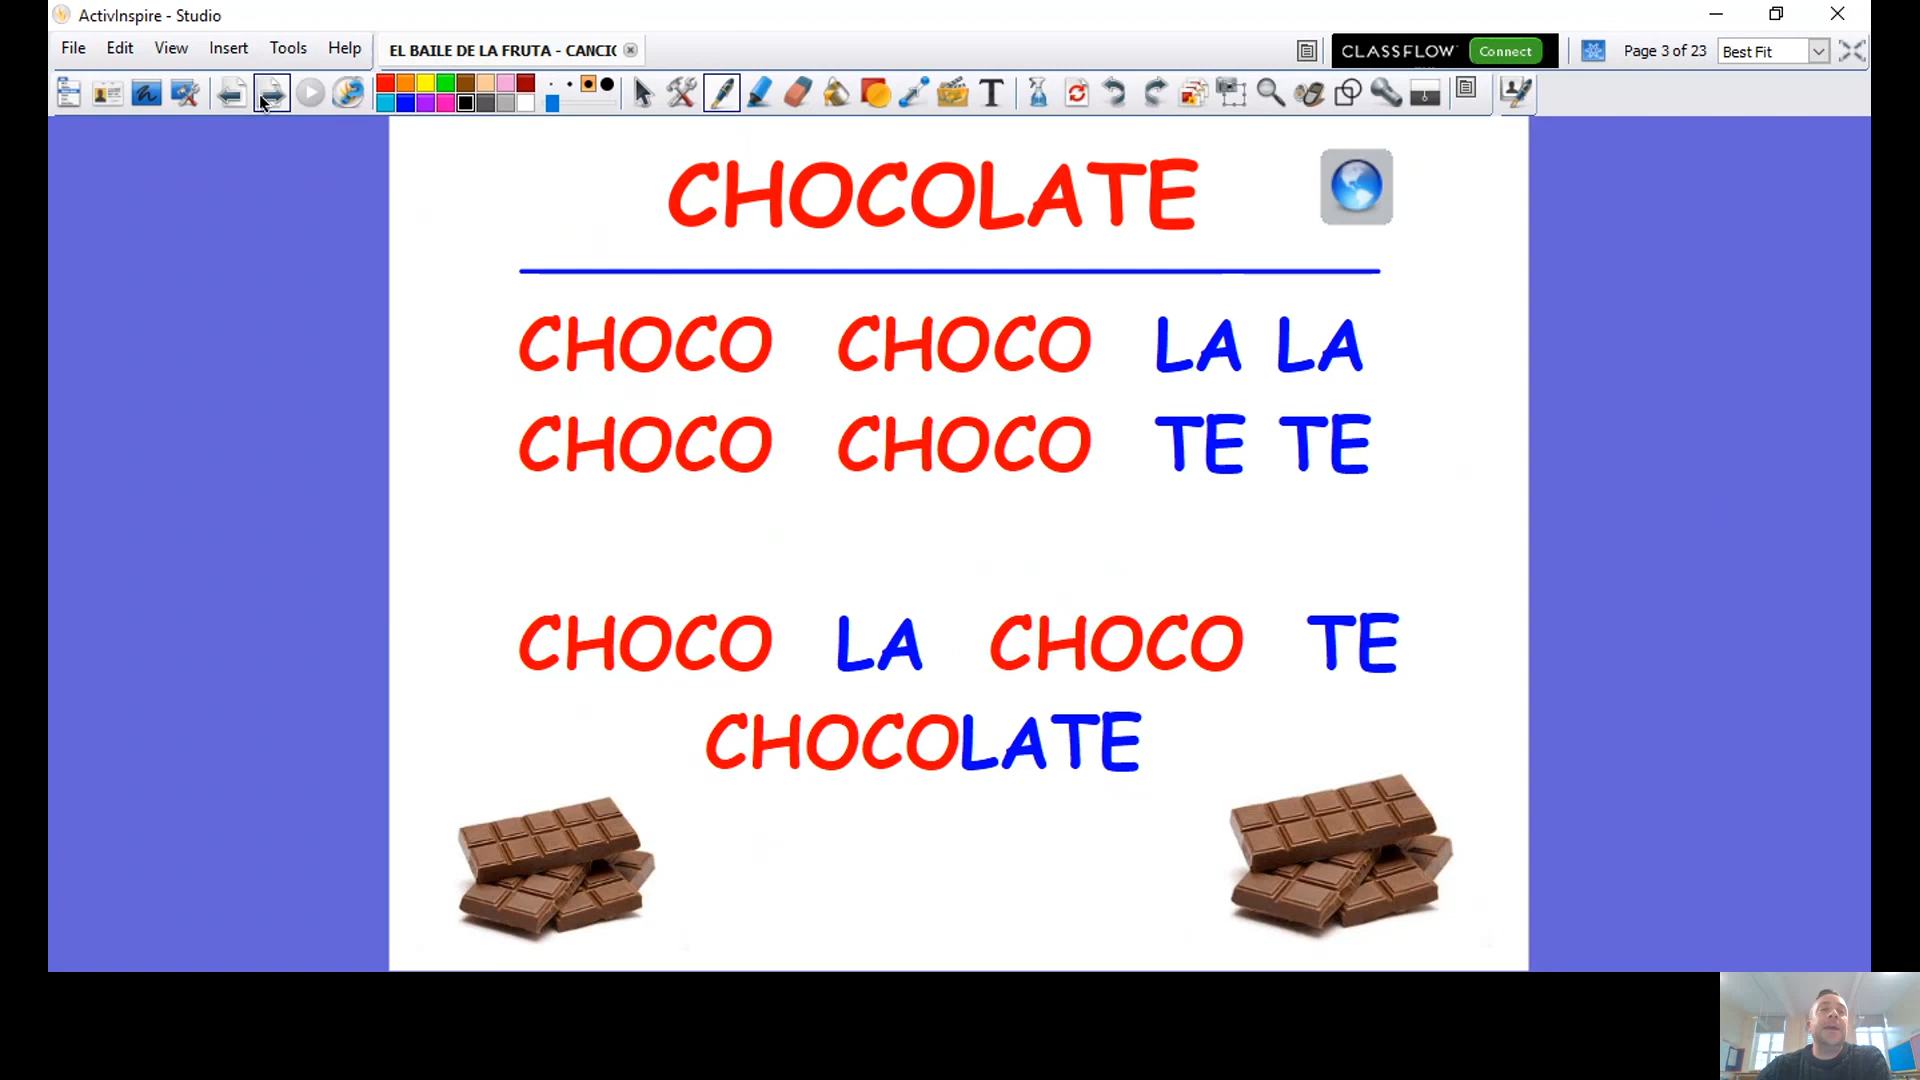 ActivInspire - Studio
File Edit View Insert Tools Help
EL BAILE DE LA FRUTA - CANCI
CLASSFLOW Connect
Page 3 of 23
Best Fit
CHOCOLATE
CHOCO CHOCO LA LA
CHOCO CHOCO TE TE
CHOCO LA CHOCO TE
CHOCOLATE